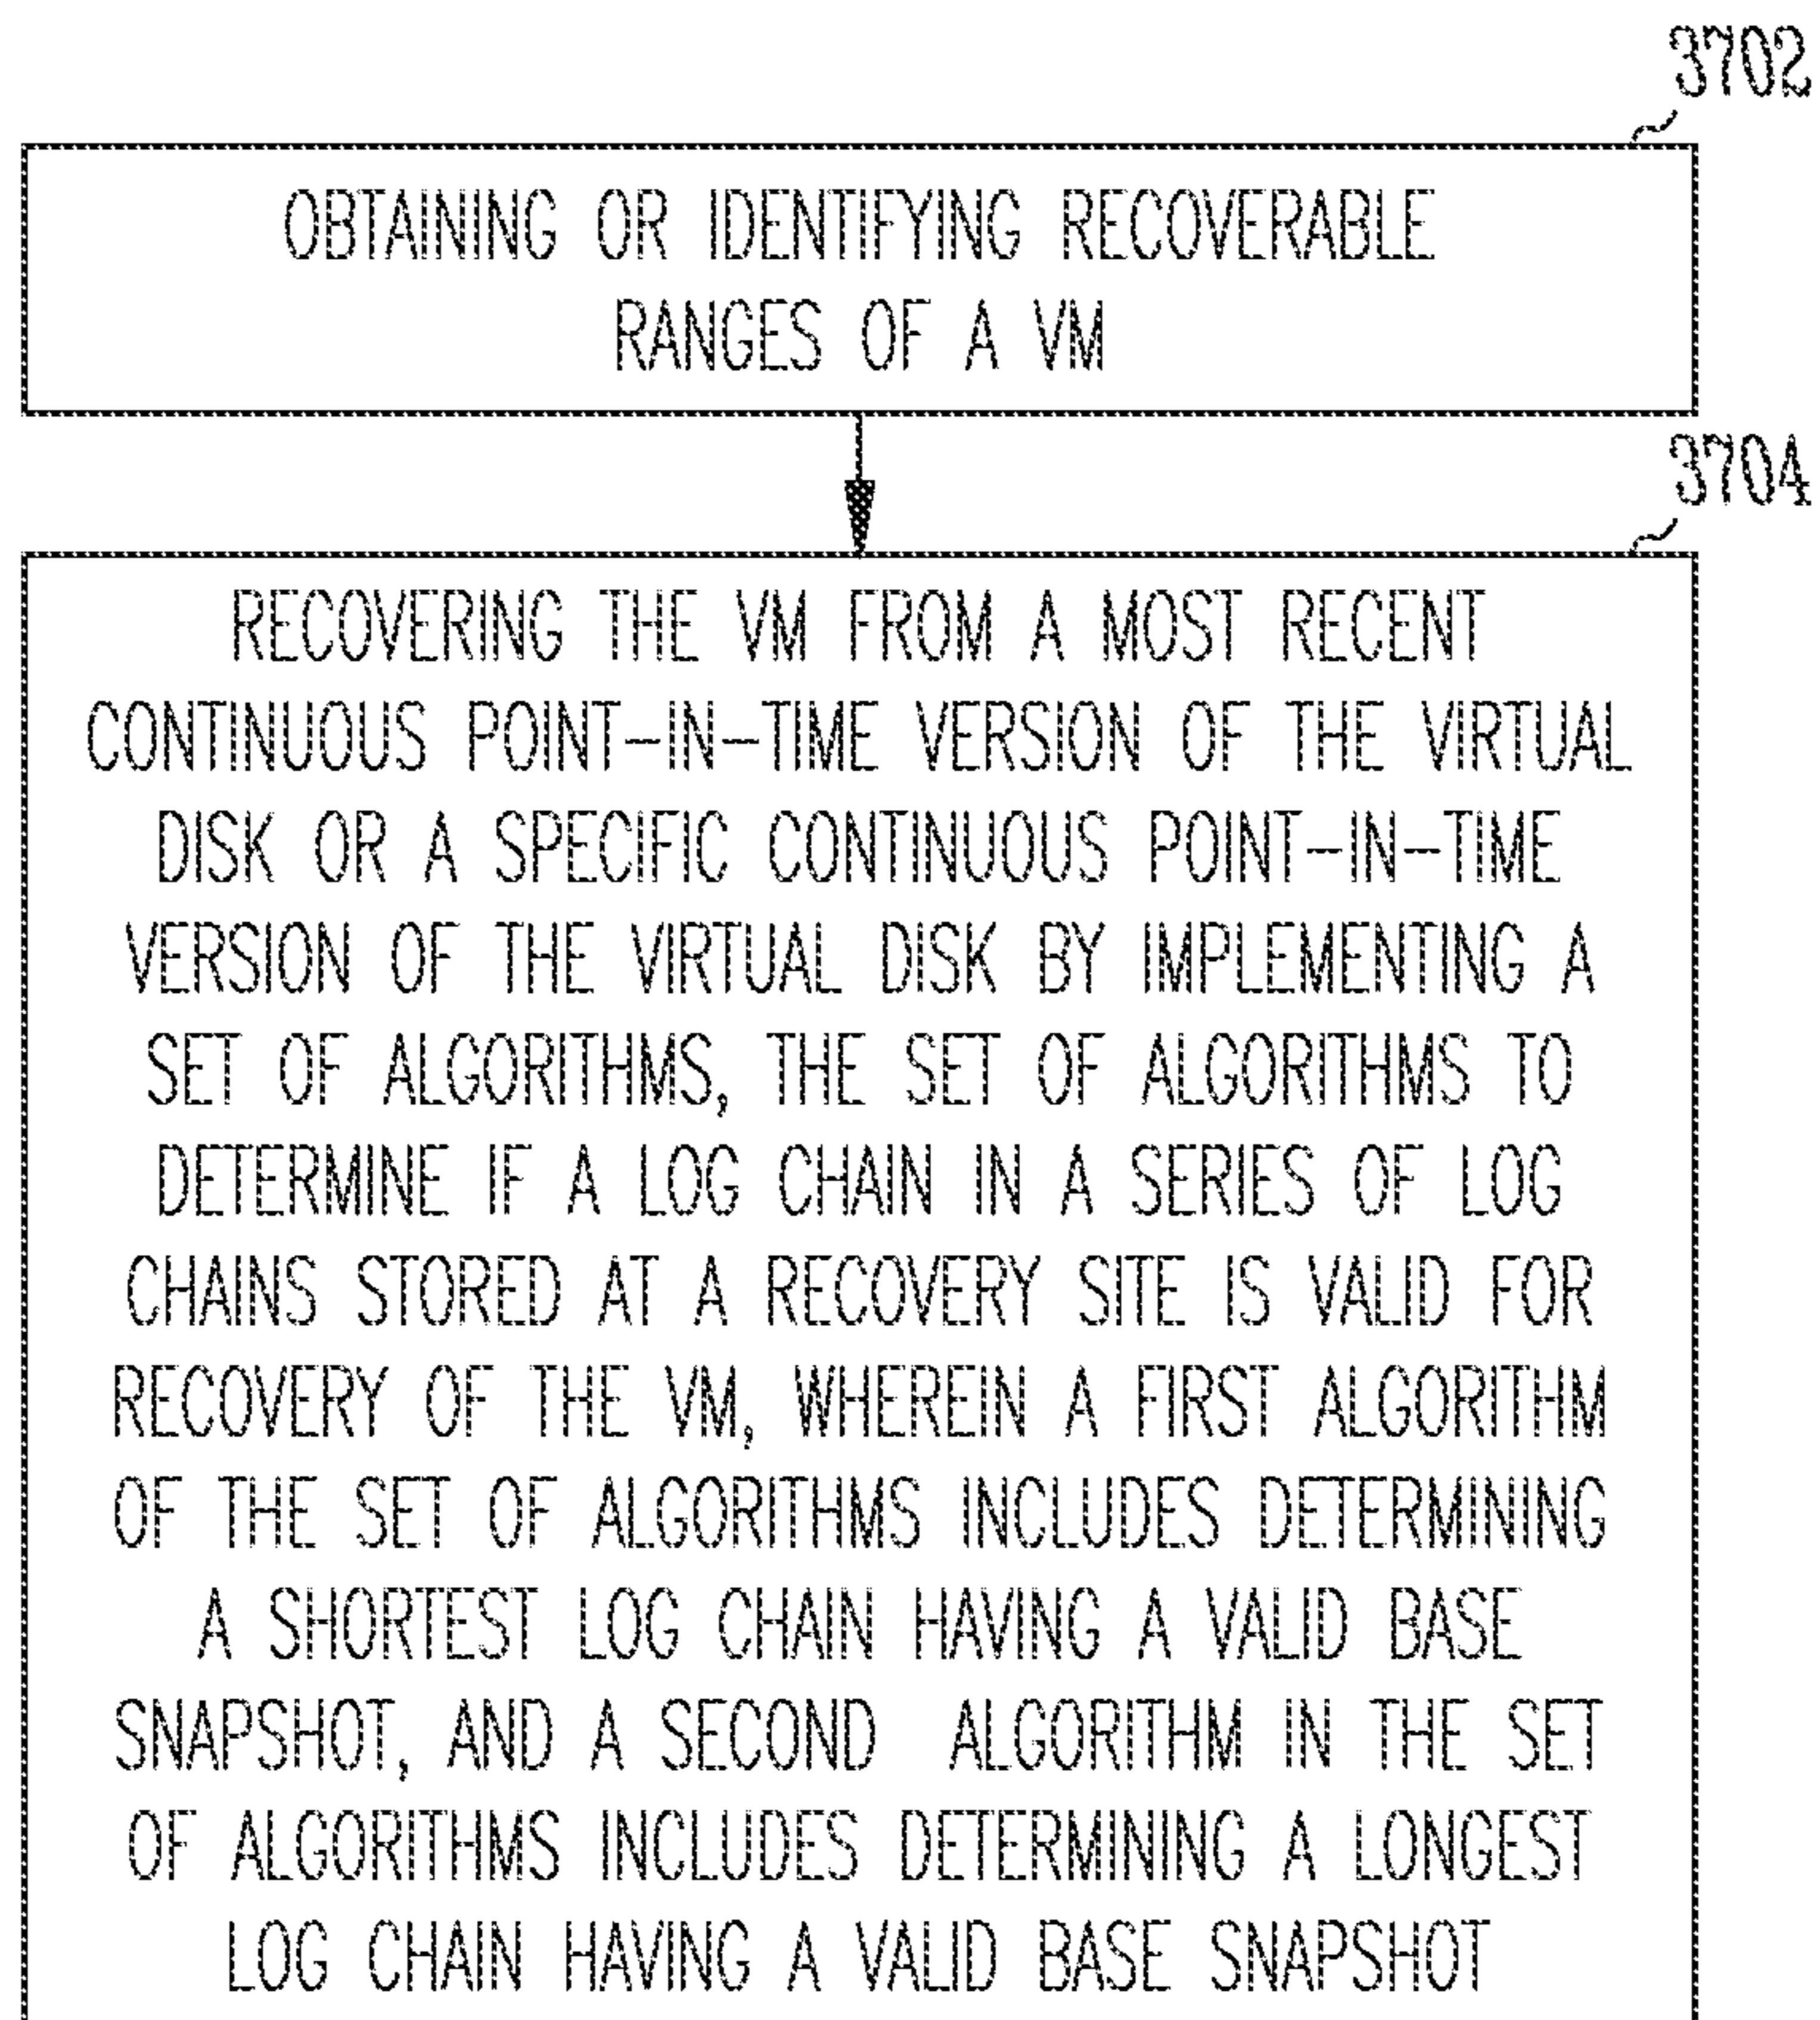 3702
OBTAINING OR IDENTIFYING RECOVERABLE
RANGES OF A VM
3704
RECOVERING THE VM FROM A MOST RECENT
CONTINUOUS POINT-IN-TIME VERSION OF THE VIRTUAL
DISK OR A SPECIFIC CONTINUOUS POINT-IN-TIME
VERSION OF THE VIRTUAL DISK BY IMPLEMENTING A
SET OF ALGORITHMS, THE SET OF ALGORITHMS TO
DETERMINE IF A LOG CHAIN IN A SERIES OF LOG
CHAINS STORED AT A RECOVERY SITE IS VALID FOR
RECOVERY OF THE VM, WHEREIN A FIRST ALGORITHM
OF THE SET OF ALGORITHMS INCLUDES DETERMINING
A SHORTEST LOG CHAIN HAVING A VALID BASE
SNAPSHOT, AND A SECOND ALGORITHM IN THE SET
OF ALGORITHMS INCLUDES DETERMINING A LONGEST
LOG CHAIN HAVING A VALID BASE SNAPSHOT